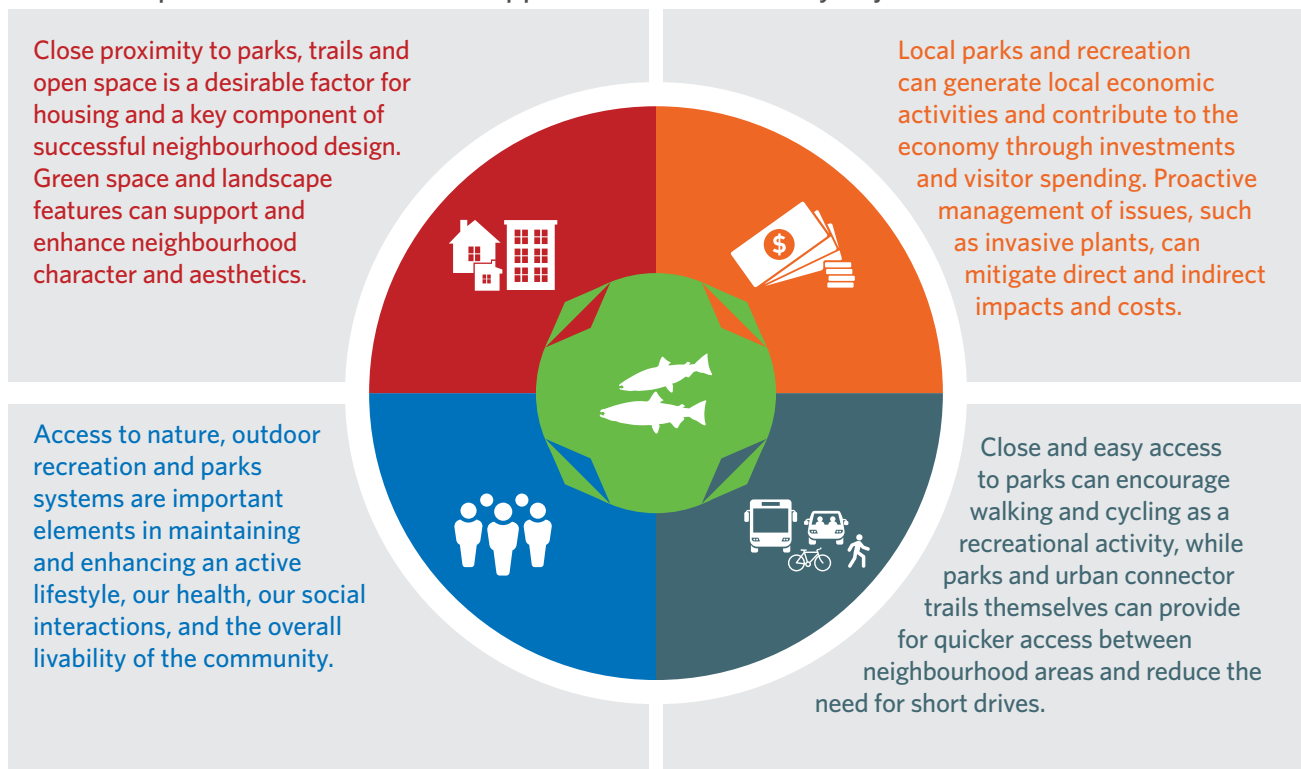 Close proximity to parks, trails and
open space is a desirable factor for
housing and a key component of
successful neighbourhood design.
Green space and landscape
features can support and
enhance neighbourhood
character and aesthetics.
Local parks and recreation
can generate local economic
activities and contribute to the
economy through investments
and visitor spending. Proactive
management of issues, such
as invasive plants, can
mitigate direct and indirect
impacts and costs.
$
Access to nature, outdoor
recreation and parks
systems are important
elements in maintaining
and enhancing an active
lifestyle, our health, our social
interactions, and the overall
livability of the community.
Close and easy access
to parks can encourage
walking and cycling as a
recreational activity, while
parks and urban connector
trails themselves can provide
for quicker access between
neighbourhood areas and reduce the
need for short drives.